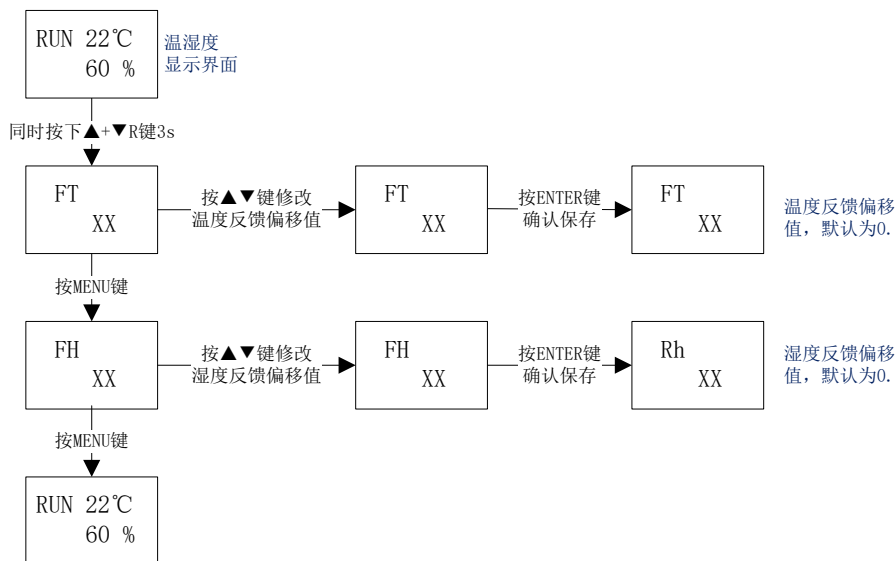 RUN 22℃
60 %
温湿度
显示界面
同时按下▲+▼R键3s
FT
XX
按▲▼键修改
温度反馈偏移值
FT
XX
按ENTER键
确认保存
FT
XX
温度反馈偏移
值，默认为0.
按MENU键
FH
XX
按▲▼键修改
湿度反馈偏移值
FH
XX
按ENTER键
确认保存
Rh
XX
湿度反馈偏移
值，默认为0.
按MENU键
RUN 22℃
60 %